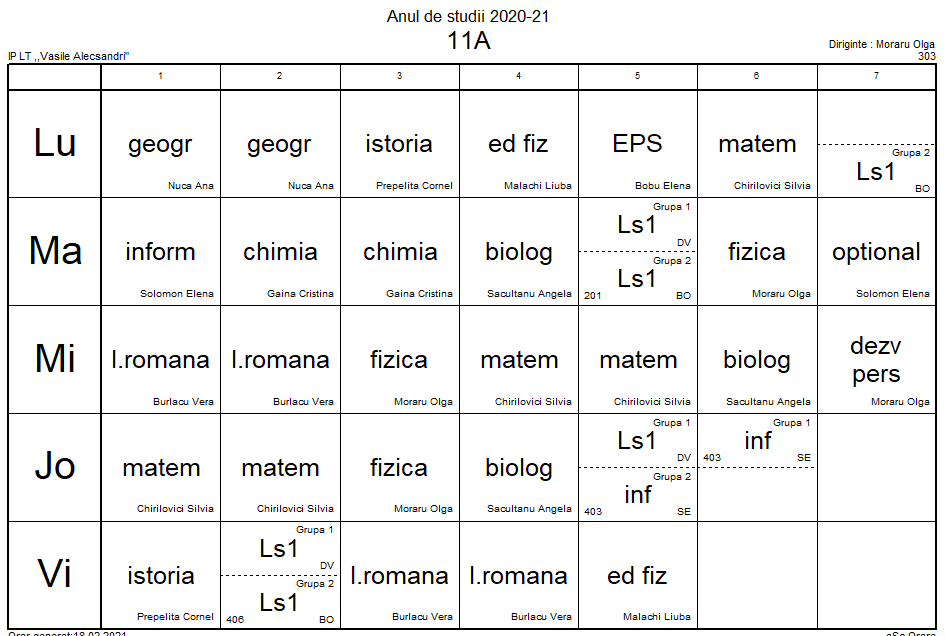 Anul de studii 2020-21
11A
IP LT ,,Vasile Alecsandri"
Diriginte : Moraru Olga
303
1 2 3 4 5 6 7
Lu
geogr
Nuca Ana
geogr
Nuca Ana
istoria
Prepelita Cornel
ed fiz
Malachi Liuba
EPS
Bobu Elena
matem
Chirilovici Silvia
Grupa 2
Ls1
BO
Ma
inform
Solomon Elena
chimia
Gaina Cristina
chimia
Gaina Cristina
biolog
Sacultanu Angela
Grupa 1
Ls1
DV
Grupa 2
Ls1
201 BO
fizica
Moraru Olga
optional
Solomon Elena
Mi
l.romana
Burlacu Vera
l.romana
Burlacu Vera
fizica
Moraru Olga
matem
Chirilovici Silvia
matem
Chirilovici Silvia
biolog
Sacultanu Angela
dezv
pers
Moraru Olga
Jo
matem
Chirilovici Silvia
matem
Chirilovici Silvia
fizica
Moraru Olga
biolog
Sacultanu Angela
Grupa 1
Ls1
DV
Grupa 2
inf
403 SE
Grupa 1
inf
403 SE
Vi
istoria
Prepelita Cornel
Grupa 1
Ls1
DV
Grupa 2
Ls1
406 BO
l.romana
Burlacu Vera
l.romana
Burlacu Vera
ed fiz
Malachi Liuba
Orar generat:18.02.2021
aSc Orare